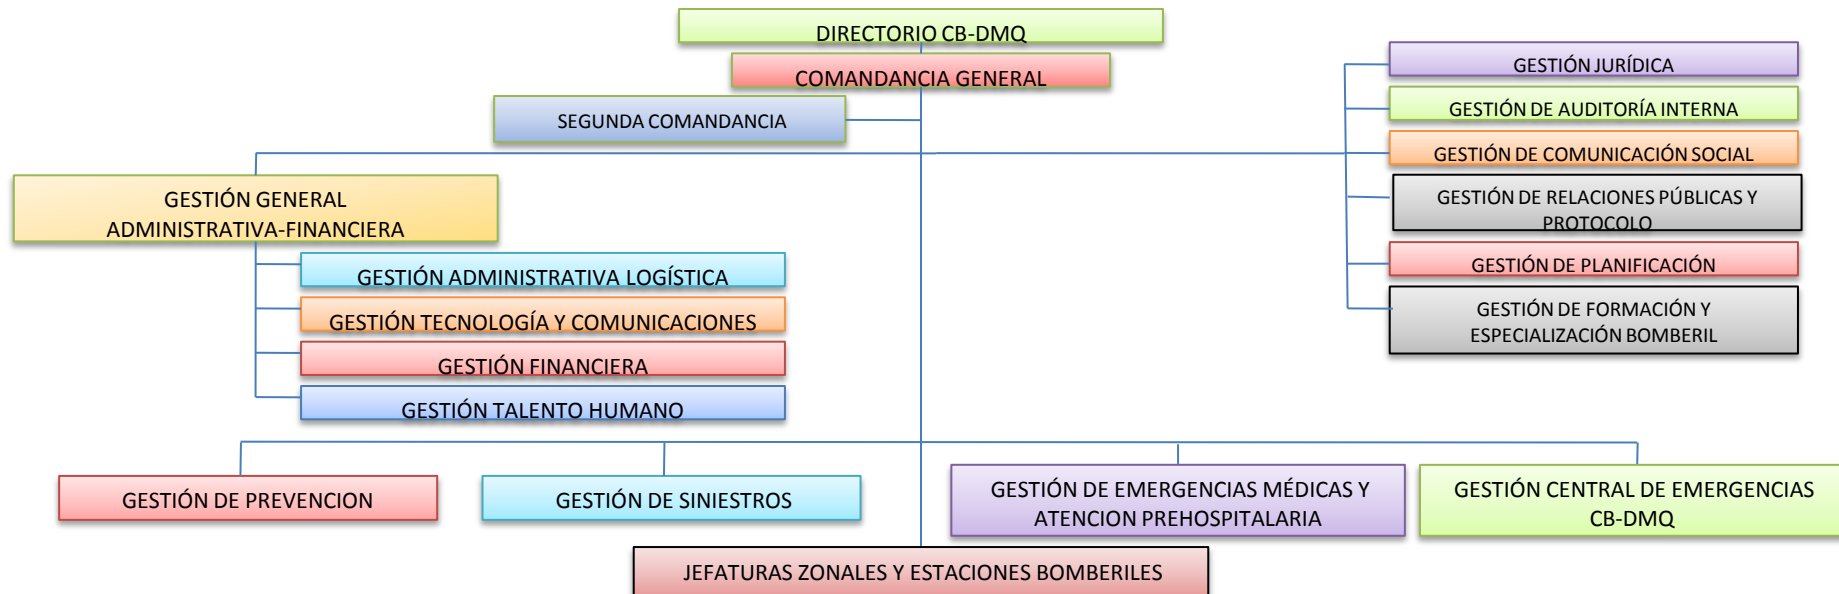 DIRECTORIO CB-DMQ
COMANDANCIA GENERAL
SEGUNDA COMANDANCIA
GESTIÓN JURÍDICA
GESTIÓN DE AUDITORÍA INTERNA
GESTIÓN DE COMUNICACIÓN SOCIAL
GESTIÓN DE RELACIONES PÚBLICAS Y
PROTOCOLO
GESTIÓN DE PLANIFICACIÓN
GESTIÓN DE FORMACIÓN Y
ESPECIALIZACIÓN BOMBERIL
GESTIÓN GENERAL
ADMINISTRATIVA-FINANCIERA
GESTIÓN ADMINISTRATIVA LOGÍSTICA
GESTIÓN TECNOLOGÍA Y COMUNICACIONES
GESTIÓN FINANCIERA
GESTIÓN TALENTO HUMANO
GESTIÓN DE PREVENCION
GESTIÓN DE SINIESTROS
GESTIÓN DE EMERGENCIAS MÉDICAS Y
ATENCION PREHOSPITALARIA
GESTIÓN CENTRAL DE EMERGENCIAS
CB-DMQ
JEFATURAS ZONALES Y ESTACIONES BOMBERILES